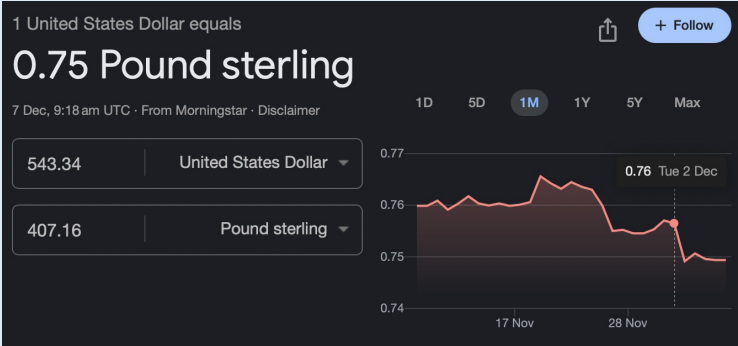 1 United States Dollar equals
0.75 Pound sterling
7 Dec, 9:18 am UTC · From Morningstar · Disclaimer
543.34 United States Dollar
407.16 Pound sterling
+ Follow
1D 5D 1M 1Y 5Y Max
0.77
0.76 Tue 2 Dec
0.76
0.75
0.74
17 Nov 28 Nov